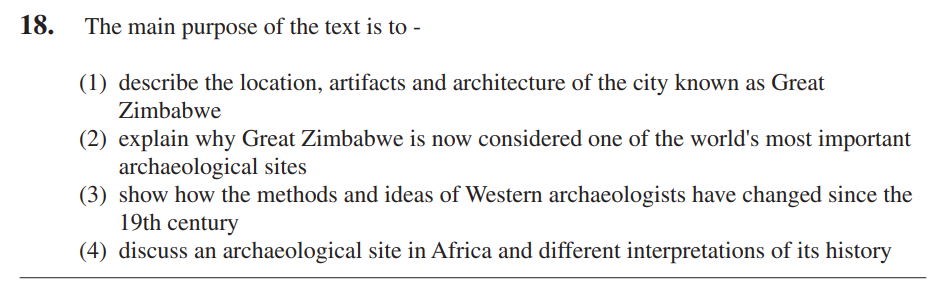 18. The main purpose of the text is to -
(1) describe the location, artifacts and architecture of the city known as Great
Zimbabwe
(2) explain why Great Zimbabwe is now considered one of the world's most important
archaeological sites
(3) show how the methods and ideas of Western archaeologists have changed since the
19th century
(4) discuss an archaeological site in Africa and different interpretations of its history